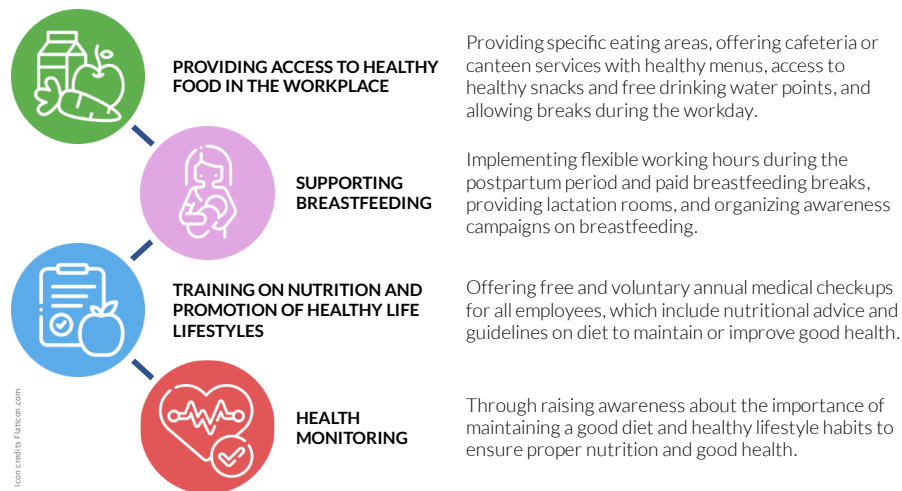 PROVIDING ACCESS TO HEALTHY
FOOD IN THE WORKPLACE
Providing specific eating areas, offering cafeteria or
canteen services with healthy menus, access to
healthy snacks and free drinking water points, and
allowing breaks during the workday.
SUPPORTING
BREASTFEEDING
Implementing flexible working hours during the
postpartum period and paid breastfeeding breaks,
providing lactation rooms, and organizing awareness
campaigns on breastfeeding.
TRAINING ON NUTRITION AND
PROMOTION OF HEALTHY LIFE
LIFESTYLES
Offering free and voluntary annual medical checkups
for all employees, which include nutritional advice and
guidelines on diet to maintain or improve good health.
HEALTH
MONITORING
Through raising awareness about the importance of
maintaining a good diet and healthy lifestyle habits to
ensure proper nutrition and good health.
Icon credits Flaticon.com